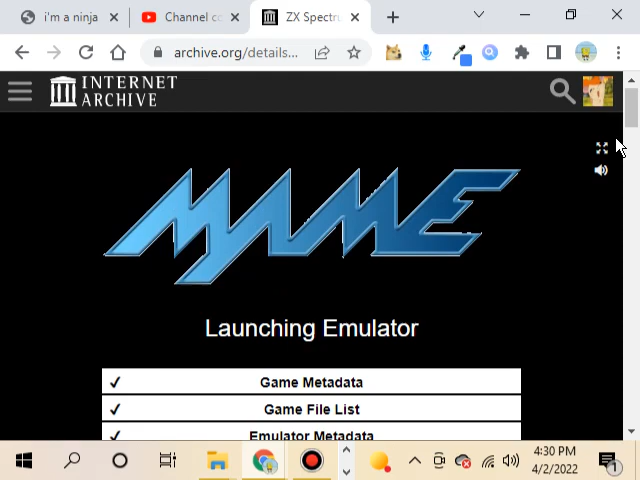 i'm a ninja
Channel co
ZX Spectru
archive.org/details...
INTERNET
ARCHIVE
MAME
Launching Emulator
✓ Game Metadata
✓ Game File List
✓ Emulator Metadata
4:30 PM
4/2/2022
1